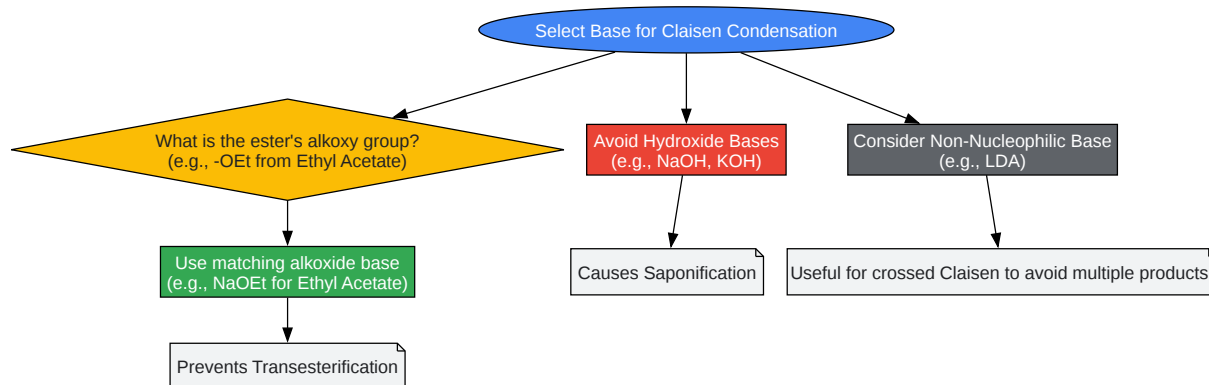 Select Base for Claisen Condensation
What is the ester's alkoxy group?
(e.g., -OEt from Ethyl Acetate)
Avoid Hydroxide Bases
(e.g., NaOH, KOH)
Consider Non-Nucleophilic Base
(e.g., LDA)
Use matching alkoxide base
(e.g., NaOEt for Ethyl Acetate)
Causes Saponification
Useful for crossed Claisen to avoid multiple products
Prevents Transesterification